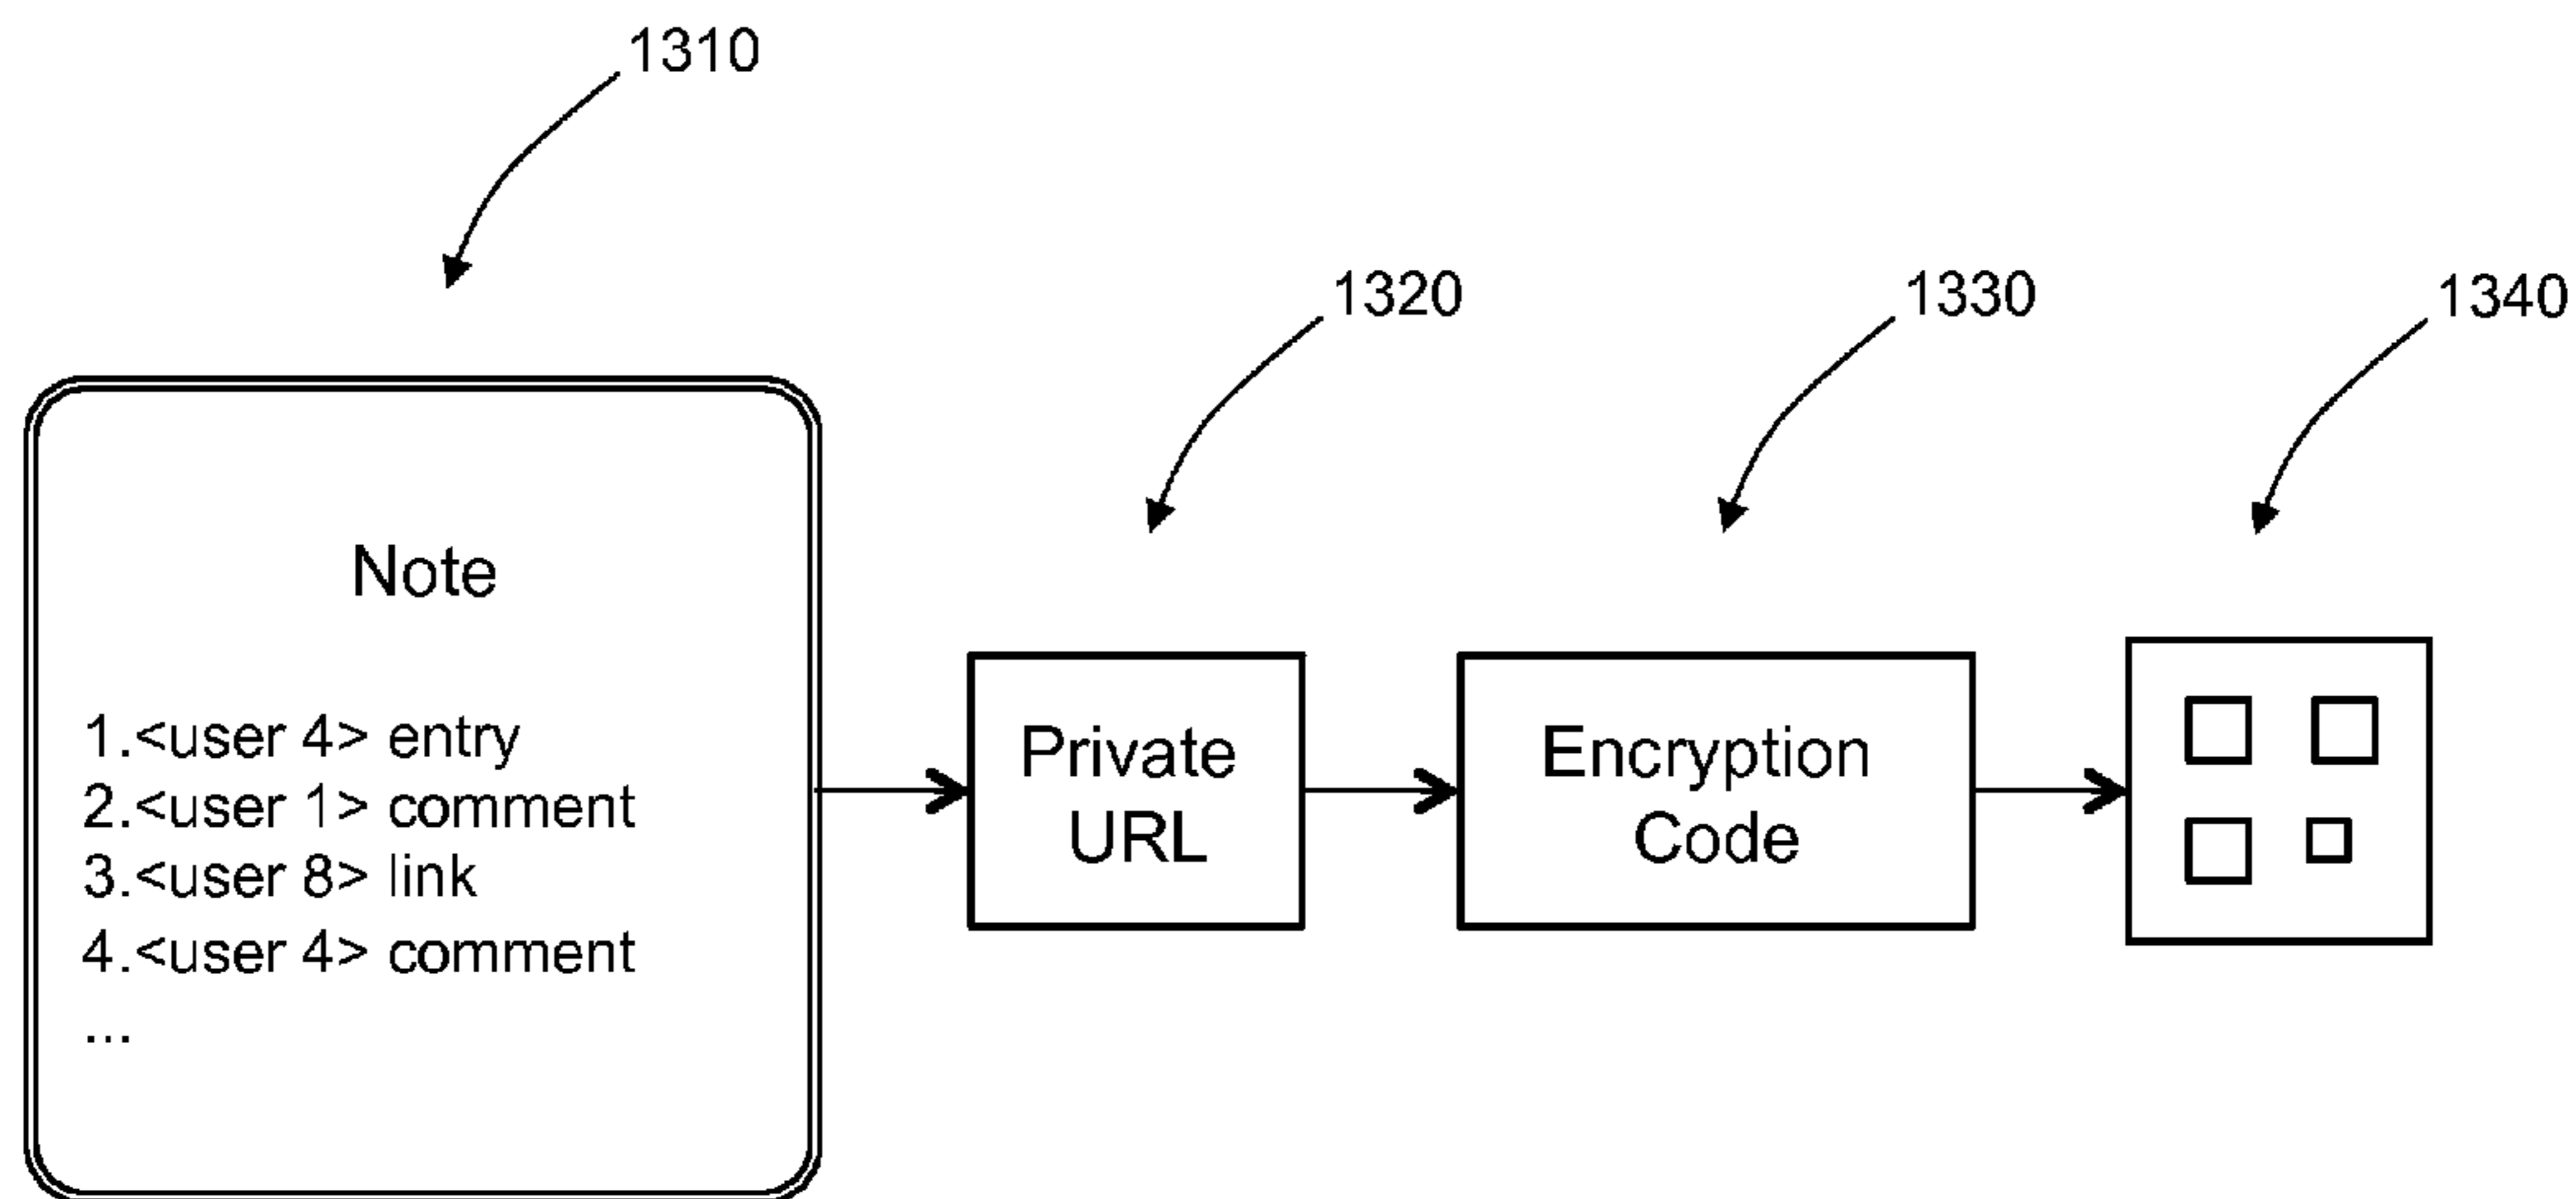 1310
1320
1330
1340
Note
1.<user 4> entry
2.<user 1> comment
3.<user 8> link
4.<user 4> comment
...
Private
URL
Encryption
Code